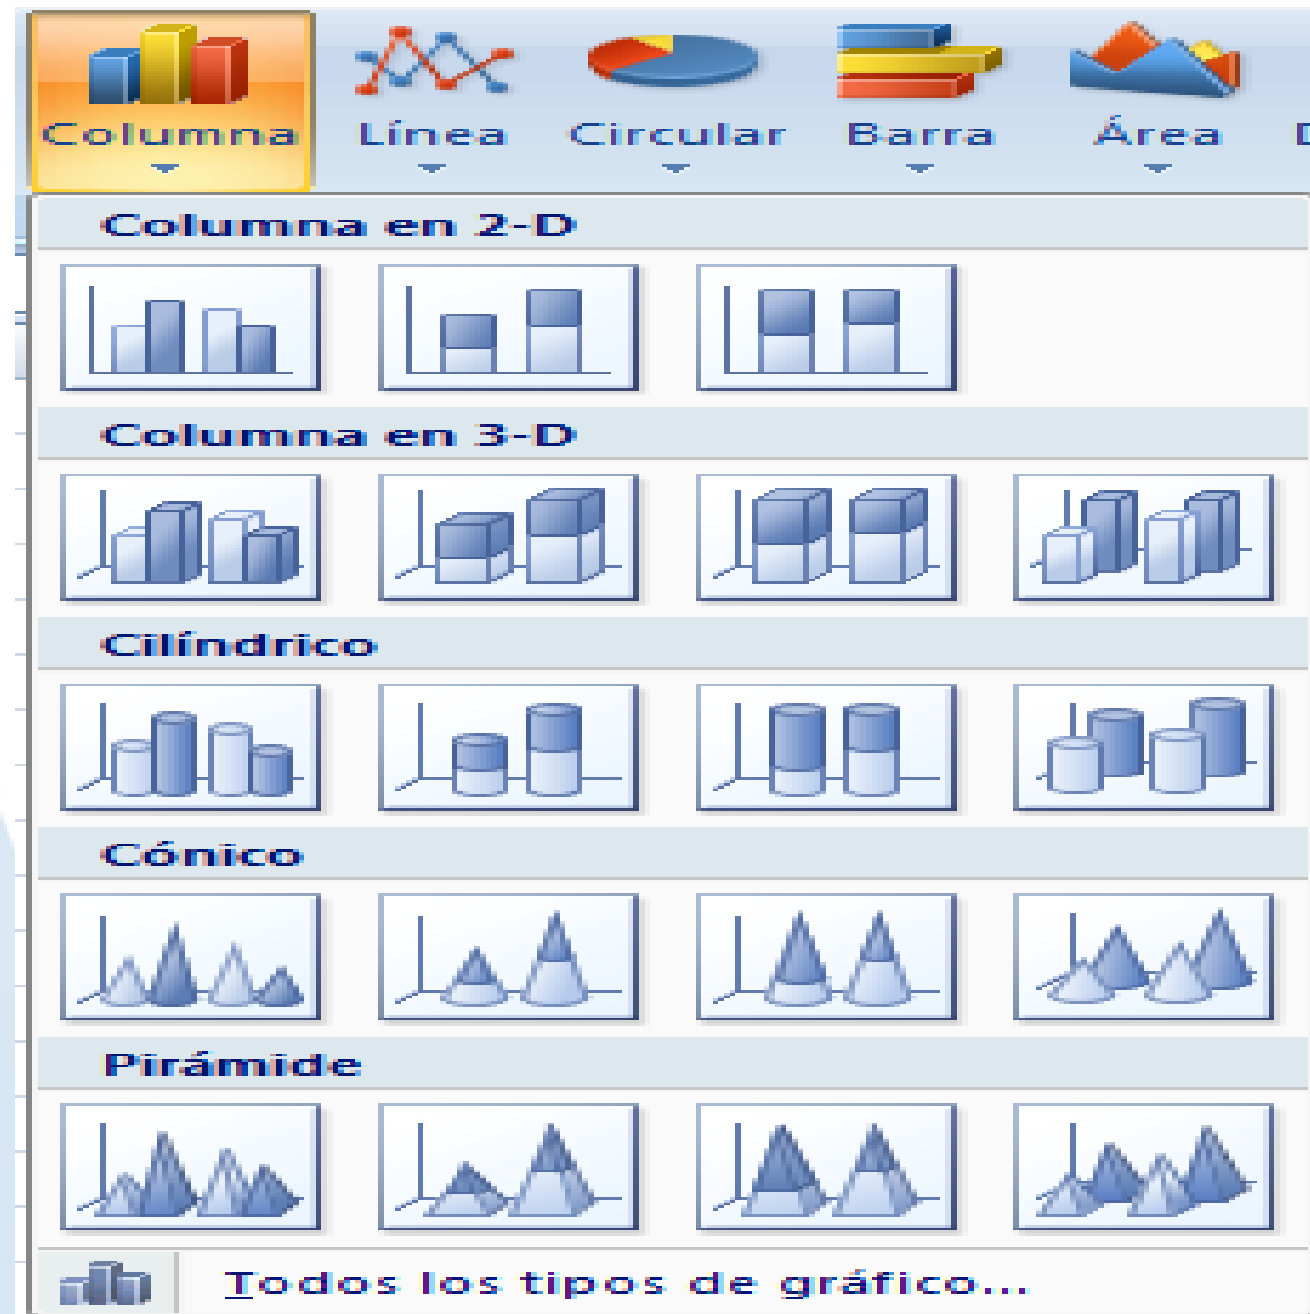 Columna Línea Circular Barra Área
Columna en 2-D
Columna en 3-D
Cilíndrico
Cónico
Pirámide
Todos los tipos de gráfico...